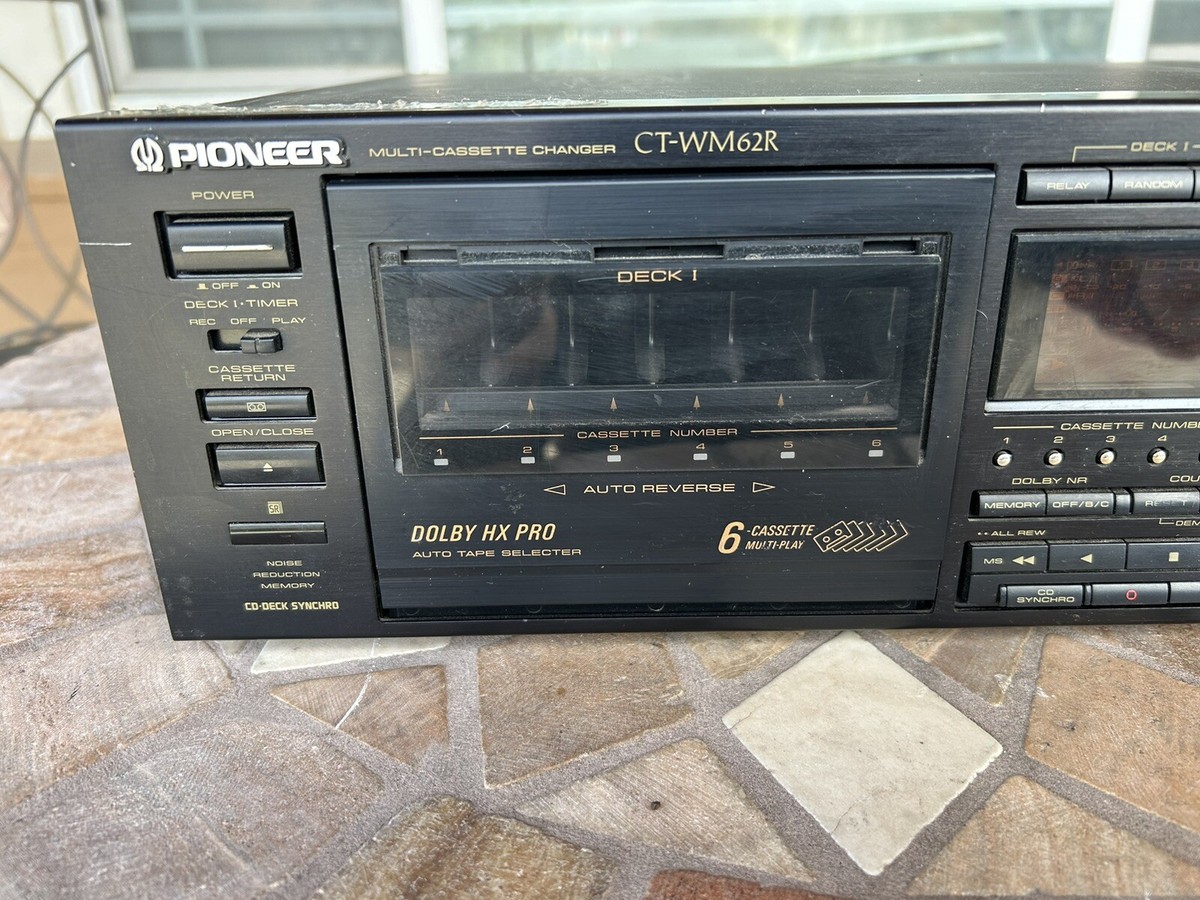 PIONEER MULTI-CASSETTE CHANGER CT-WM62R
POWER
OFF ON
DECK I • TIMER
REC OFF PLAY
CASSETTE
RETURN
OPEN/CLOSE
SR
NOISE
REDUCTION
MEMORY
CD•DECK SYNCHRO
DECK I
CASSETTE NUMBER
1 2 3 4 5 6
AUTO REVERSE
DOLBY HX PRO
AUTO TAPE SELECTER
6-CASSETTE
MULTI-PLAY
DECK I
RELAY RANDOM
CASSETTE
1 2 3 4
DOLBY NR
MEMORY OFF/B/C
•• ALL REW
MS
CD
SYNCHRO